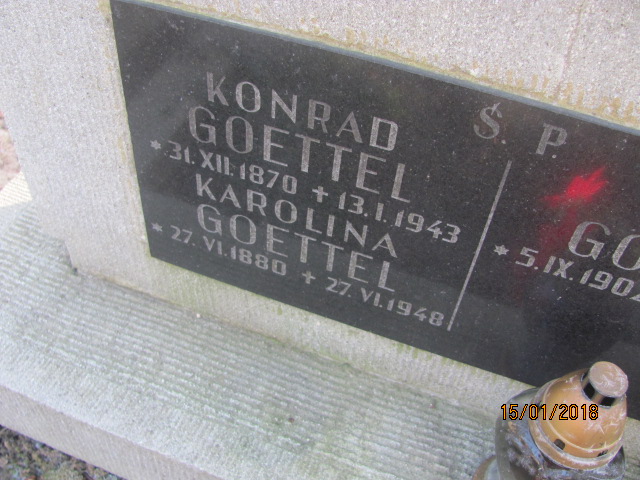 Ś. P
KONRAD
GOETTEL
*31.XII.1870 + 13.I.1943
KAROLINA
GOETTEL
*27.VI.1880 + 27.VI.1948
GO
*5.IX.1904
15/01/2018